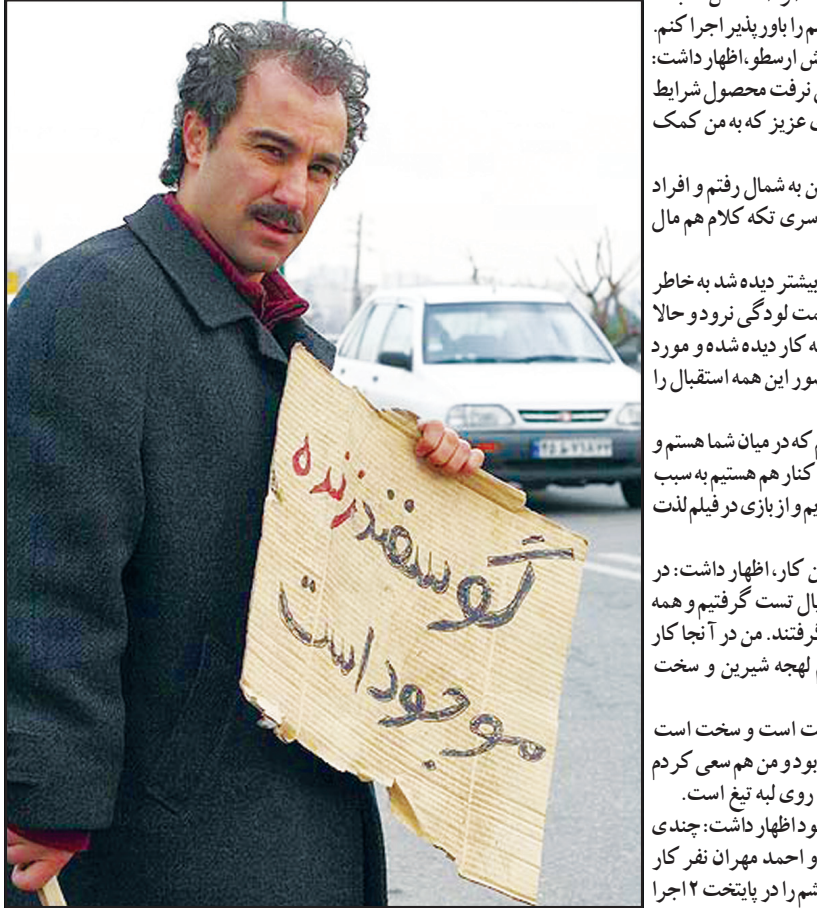 گوسفند زنده
موجود است
م را باورپذیر اجرا کنم.
ش ارسطو، اظهار داشت:
نرفت محصول شرایط
عزیز که به من کمک
ن به شمال رفتم و افراد
سری تکه کلام هم مال
بیشتر دیده شد به خاطر
مت لودگی نرود و حالا
ه کار دیده شده و مورد
صور این همه استقبال را
م که در میان شما هستم و
کنار هم هستیم به سبب
یم و از بازی در فیلم لذت
ن کار، اظهار داشت: در
بال تست گرفتیم و همه
گرفتند. من در آنجا کار
لهجه شیرین و سخت
ت است و سخت است
بود و من هم سعی کردم
روی لبه تیغ است.
ود اظهار داشت: چندی
و احمد مهران نفر کار
شم را در پایتخت ۲ اجرا